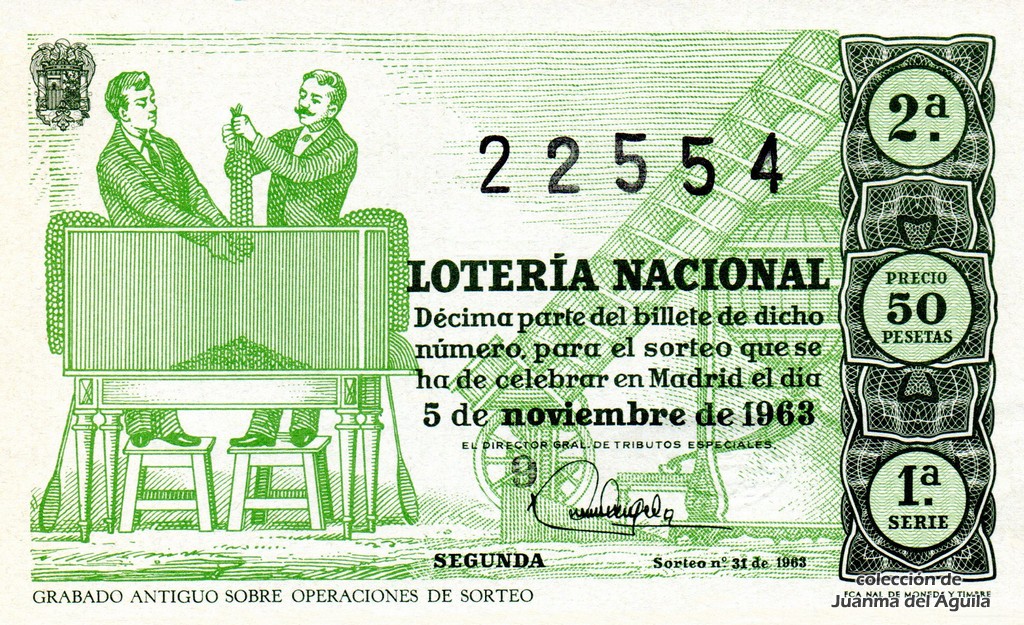 22554
2ª
LOTERÍA NACIONAL
Décima parte del billete de dicho
número, para el sorteo que se
ha de celebrar en Madrid el día
5 de noviembre de 1963
EL DIRECTOR GRAL. DE TRIBUTOS ESPECIALES,
9
PRECIO
50
PESETAS
1ª
SERIE
SEGUNDA
Sorteo nº 31 de 1963
GRABADO ANTIGUO SOBRE OPERACIONES DE SORTEO
FCA NAL DE MONEDA Y TIMBRE
colección de
Juanma del Águila